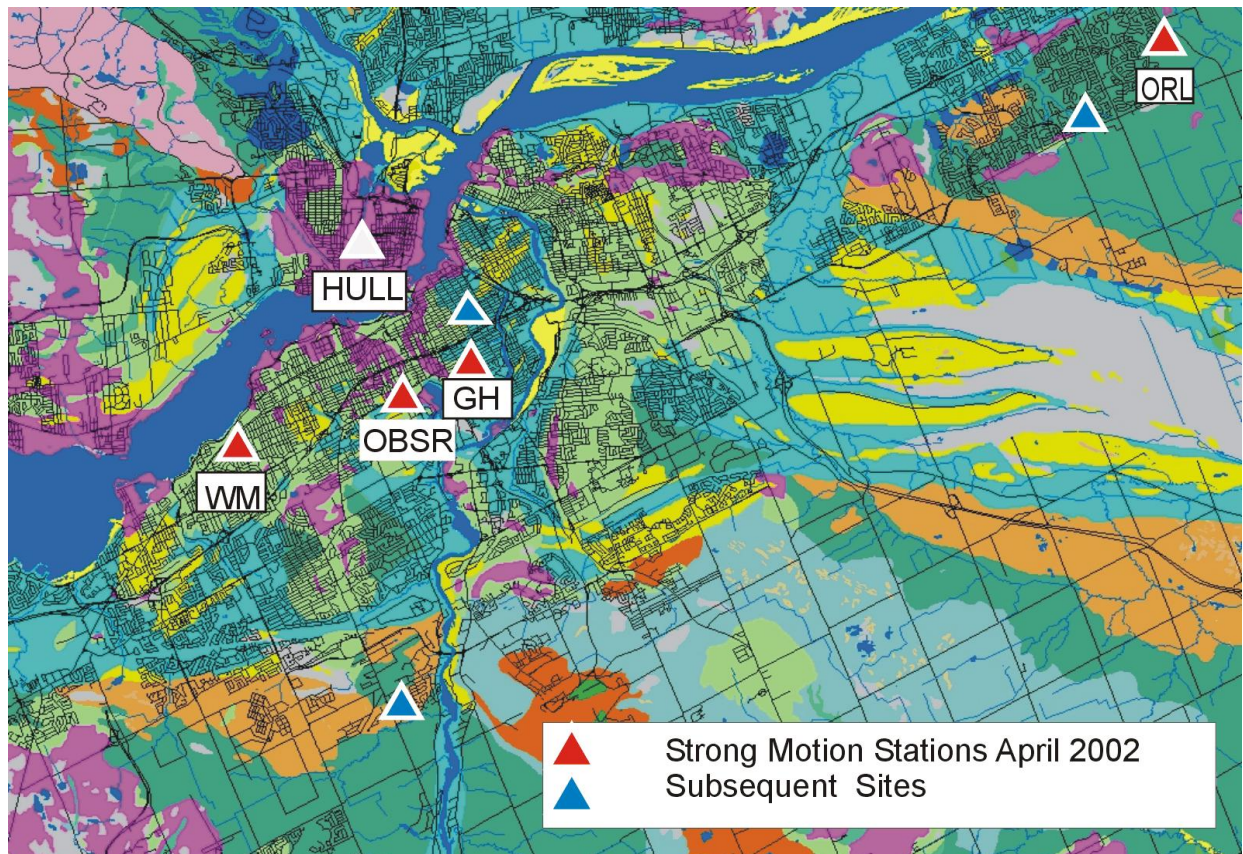 ORL
HULL
GH
OBSR
WM
Strong Motion Stations April 2002
Subsequent Sites